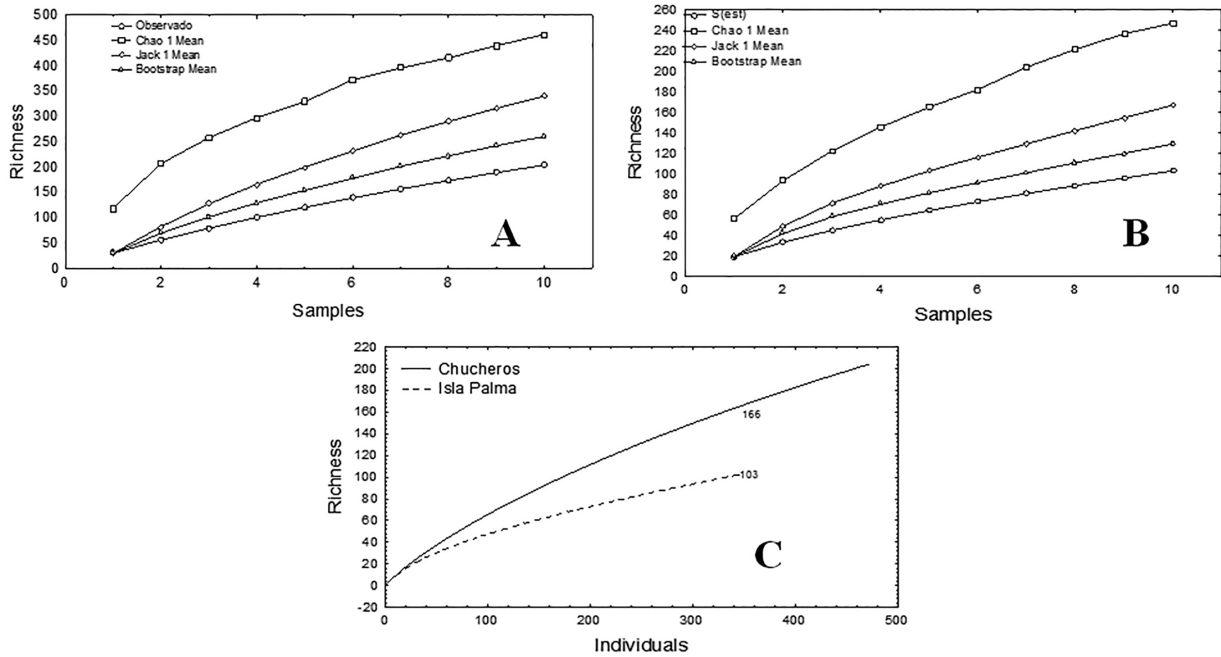 Observado
Chao 1 Mean
Jack 1 Mean
Bootstrap Mean
500
450
400
350
300
250
200
150
100
50
0
Richness
0 2 4 6 8 10
Samples
A
S(est)
Chao 1 Mean
Jack 1 Mean
Bootstrap Mean
260
240
220
200
180
160
140
120
100
80
60
40
20
0
Richness
0 2 4 6 8 10
Samples
B
Chucheros
Isla Palma
220
200
180
160
140
120
100
80
60
40
20
0
-20
Richness
166
103
0 100 200 300 400 500
Individuals
C